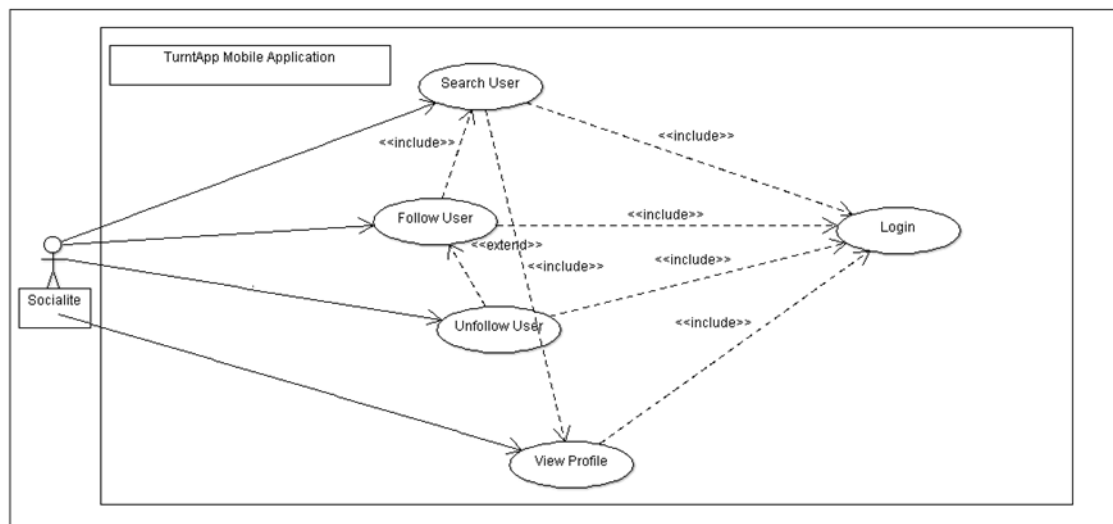 TurntApp Mobile Application
Search User
<<include>>
<<include>>
Follow User
<<include>>
Login
<<extend>>
<<include>>
<<include>>
Socialite
Unfollow User
<<include>>
View Profile